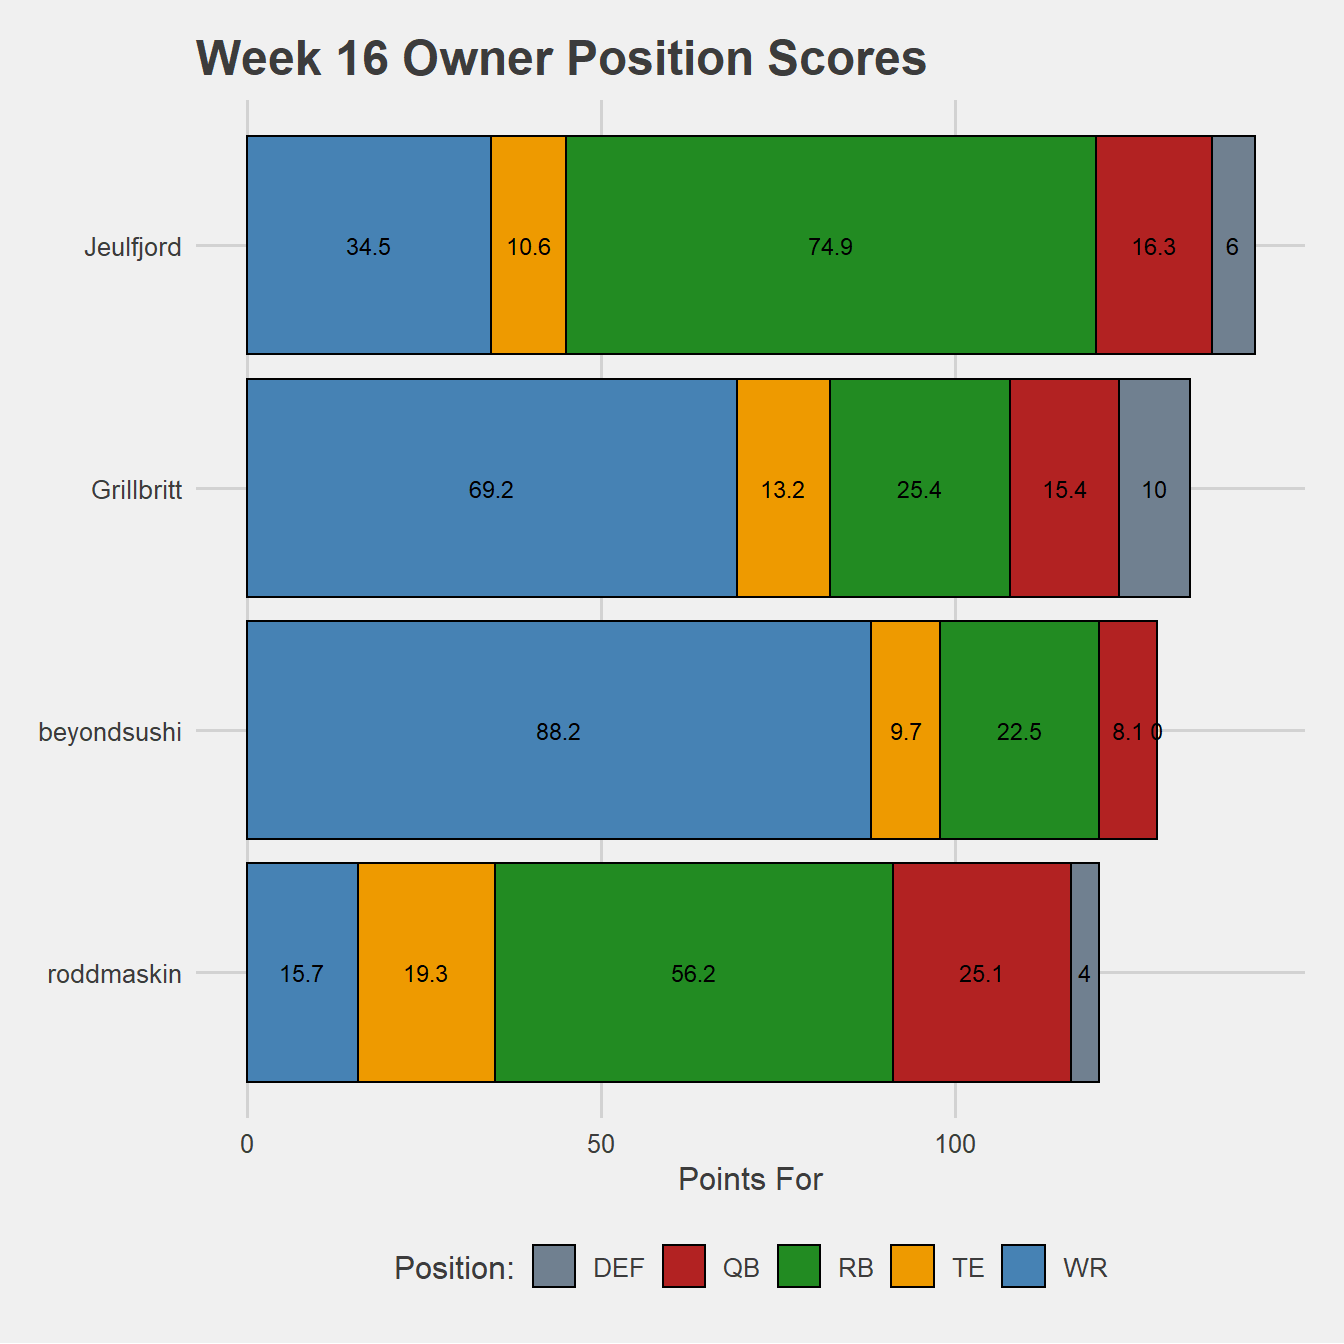 Week 16 Owner Position Scores
Jeulfjord 34.5 10.6 74.9 16.3 6
Grillbritt 69.2 13.2 25.4 15.4 10
beyondsushi 88.2 9.7 22.5 8.1 0
roddmaskin 15.7 19.3 56.2 25.1 4
0 50 100
Points For
Position: DEF QB RB TE WR